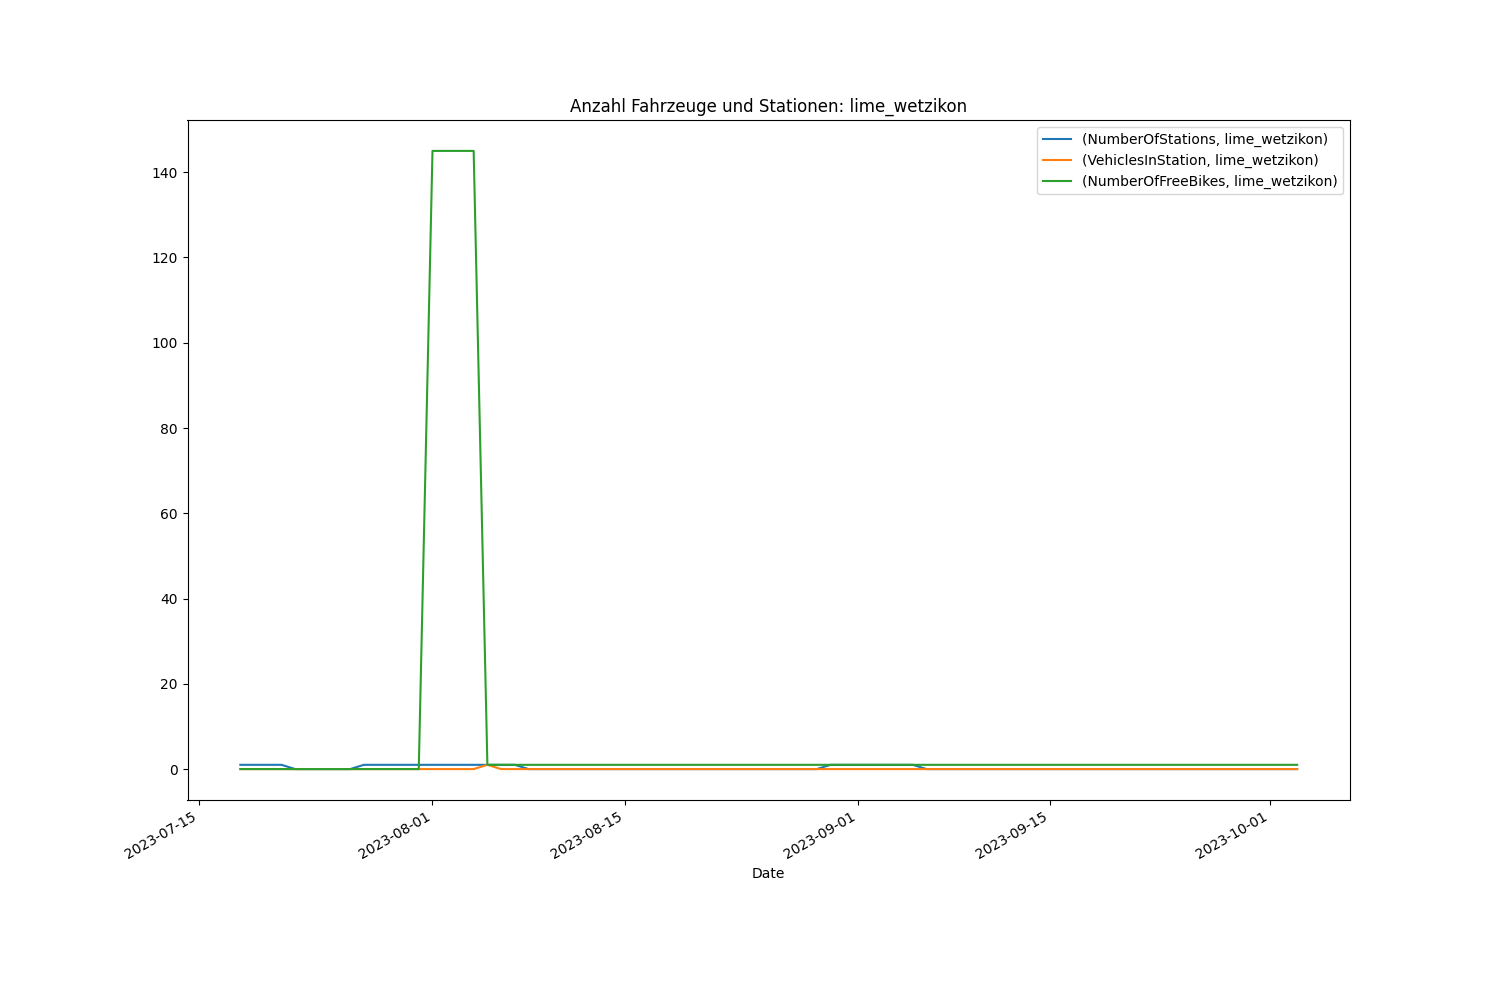 Anzahl Fahrzeuge und Stationen: lime_wetzikon
(NumberOfStations, lime_wetzikon)
(VehiclesInStation, lime_wetzikon)
(NumberOfFreeBikes, lime_wetzikon)
140
120
100
80
60
40
20
0
2023-07-15
2023-08-01
2023-08-15
2023-09-01
2023-09-15
2023-10-01
Date